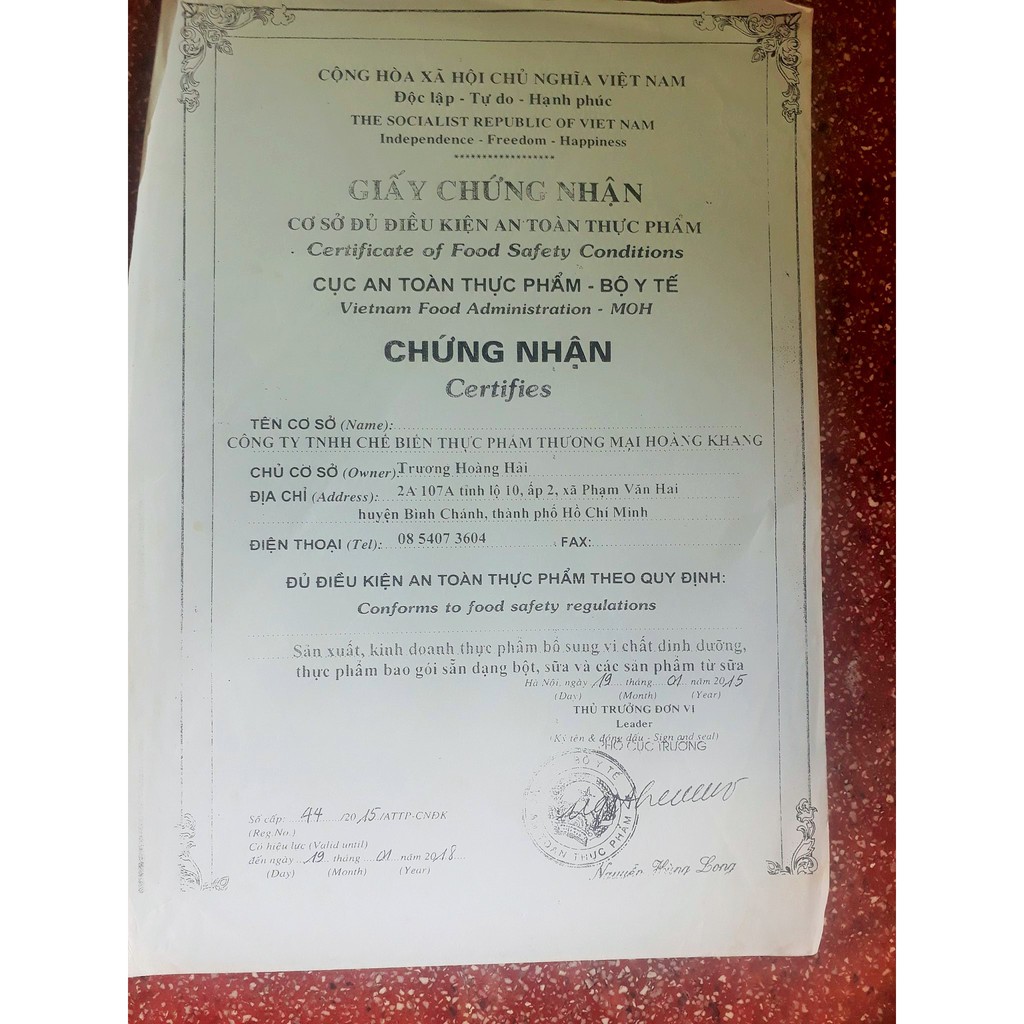 CỘNG HÒA XÃ HỘI CHỦ NGHĨA VIỆT NAM
Độc lập - Tự do - Hạnh phúc
THE SOCIALIST REPUBLIC OF VIET NAM
Independence - Freedom - Happiness
******************
GIẤY CHỨNG NHẬN
CƠ SỞ ĐỦ ĐIỀU KIỆN AN TOÀN THỰC PHẨM
Certificate of Food Safety Conditions
CỤC AN TOÀN THỰC PHẨM - BỘ Y TẾ
Vietnam Food Administration - MOH
CHỨNG NHẬN
Certifies
TÊN CƠ SỞ (Name):
CÔNG TY TNHH CHẾ BIẾN THỰC PHẨM THƯƠNG MẠI HOÀNG KHANG
CHỦ CƠ SỞ (Owner): Trương Hoàng Hải
ĐỊA CHỈ (Address): 2A 107A tỉnh lộ 10, ấp 2, xã Phạm Văn Hai
huyện Bình Chánh, thành phố Hồ Chí Minh
ĐIỆN THOẠI (Tel): 08 5407 3604 FAX:
ĐỦ ĐIỀU KIỆN AN TOÀN THỰC PHẨM THEO QUY ĐỊNH:
Conforms to food safety regulations
Sản xuất, kinh doanh thực phẩm bổ sung vi chất dinh dưỡng,
thực phẩm bao gói sẵn dạng bột, sữa và các sản phẩm từ sữa
Hà Nội, ngày 19 tháng 01 năm 2015
(Day) (Month) (Year)
THỦ TRƯỞNG ĐƠN VỊ
Leader
(Ký tên & đóng dấu - Sign and seal)
PHÓ CỤC TRƯỞNG
BỘ Y TẾ
AN TOÀN THỰC PHẨM
Số cấp: 44 /2015/ATTP-CNĐK
(Reg.No.)
Có hiệu lực (Valid until)
đến ngày 19 tháng 01 năm 2018
(Day) (Month) (Year)
Nguyễn Hùng Long